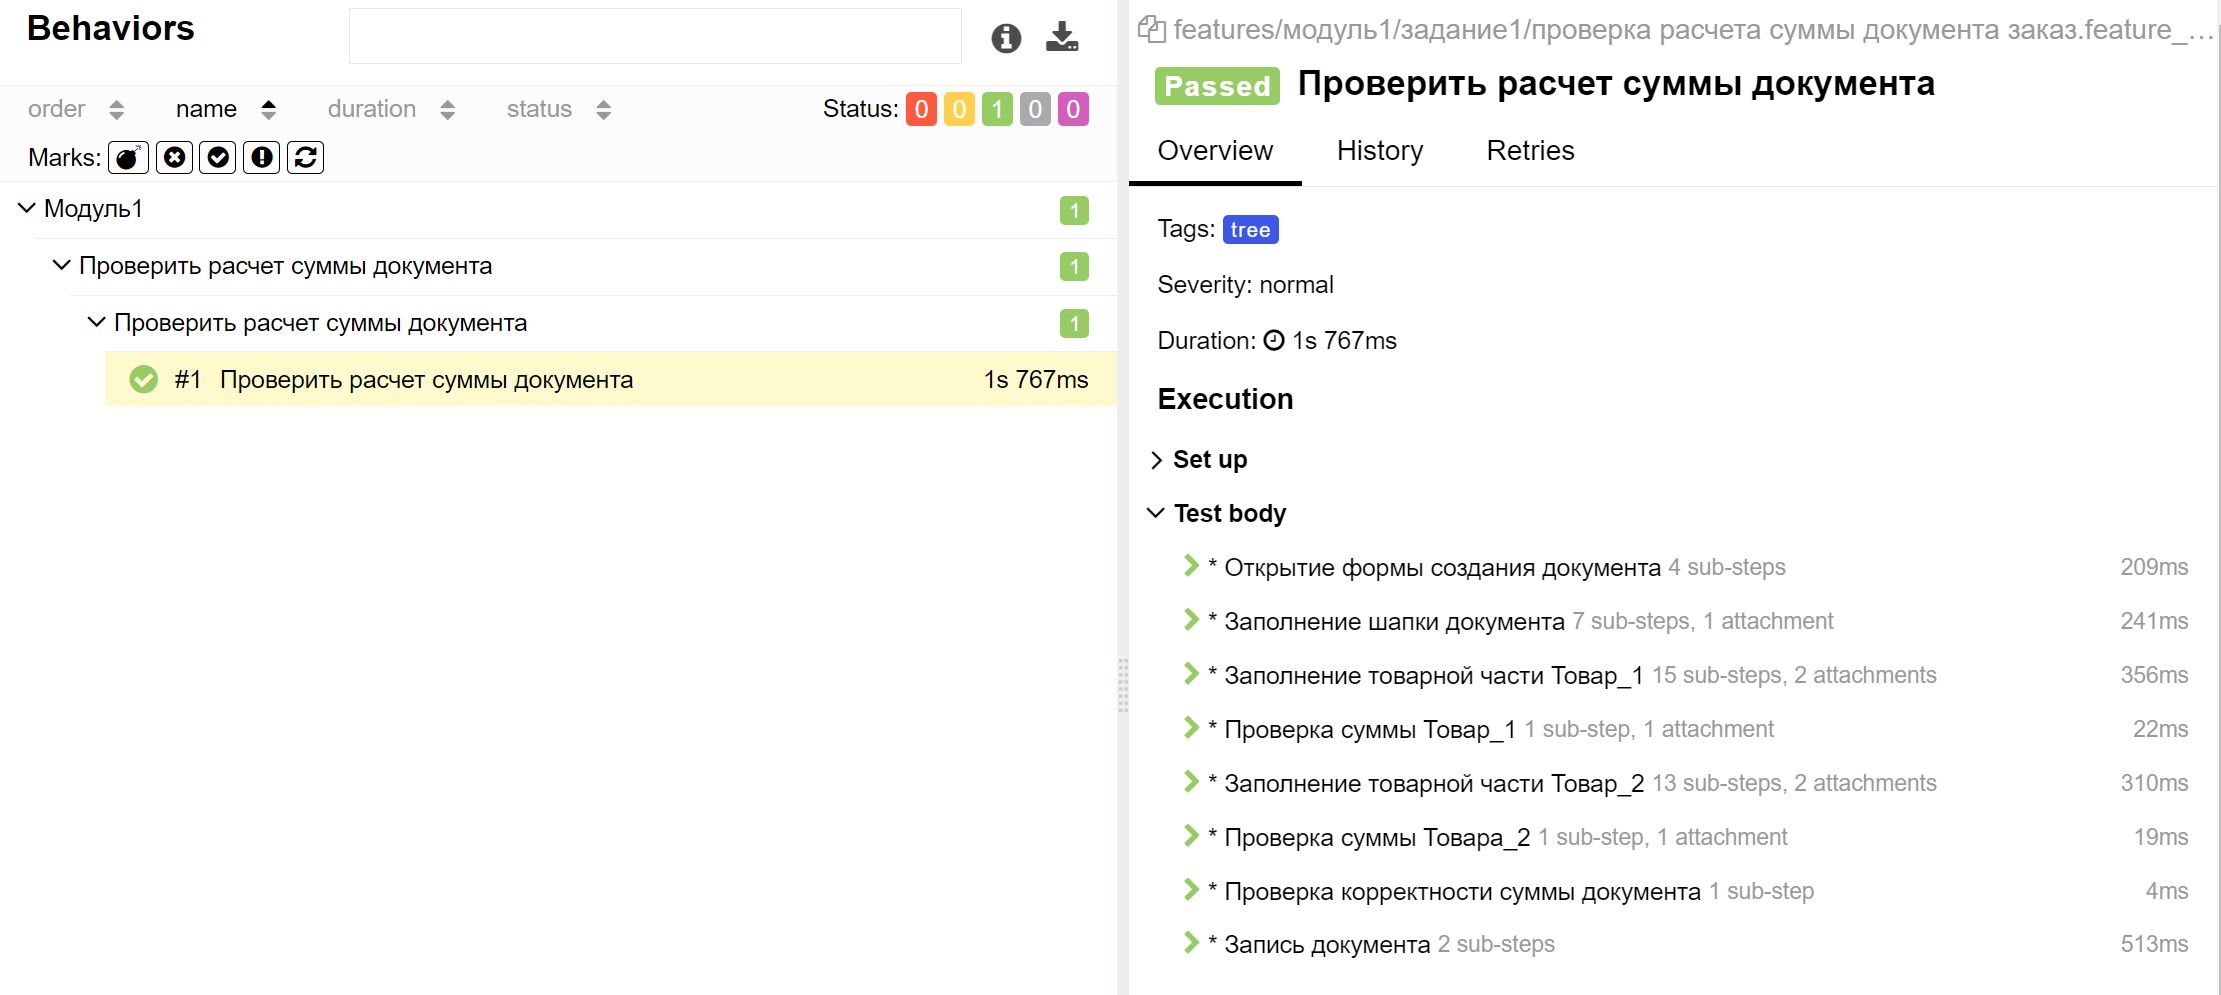 Behaviors
order name duration status Status: 0 0 1 0 0
Marks:
Модуль1 1
Проверить расчет суммы документа 1
Проверить расчет суммы документа 1
#1 Проверить расчет суммы документа 1s 767ms
features/модуль1/задание1/проверка расчета суммы документа заказ.feature_...
Passed Проверить расчет суммы документа
Overview History Retries
Tags: tree
Severity: normal
Duration: 1s 767ms
Execution
Set up
Test body
* Открытие формы создания документа 4 sub-steps 209ms
* Заполнение шапки документа 7 sub-steps, 1 attachment 241ms
* Заполнение товарной части Товар_1 15 sub-steps, 2 attachments 356ms
* Проверка суммы Товар_1 1 sub-step, 1 attachment 22ms
* Заполнение товарной части Товар_2 13 sub-steps, 2 attachments 310ms
* Проверка суммы Товара_2 1 sub-step, 1 attachment 19ms
* Проверка корректности суммы документа 1 sub-step 4ms
* Запись документа 2 sub-steps 513ms